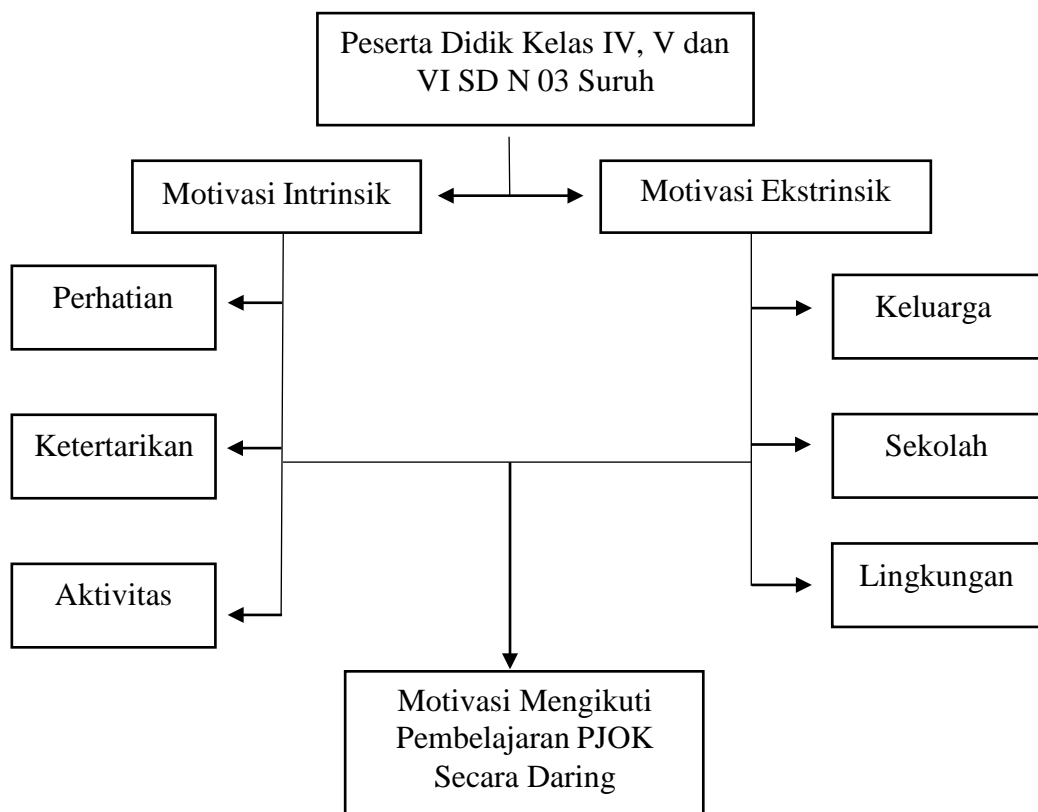 Peserta Didik Kelas IV, V dan
VI SD N 03 Suruh
Motivasi Intrinsik
Motivasi Ekstrinsik
Perhatian
Keluarga
Ketertarikan
Sekolah
Aktivitas
Lingkungan
Motivasi Mengikuti
Pembelajaran PJOK
Secara Daring